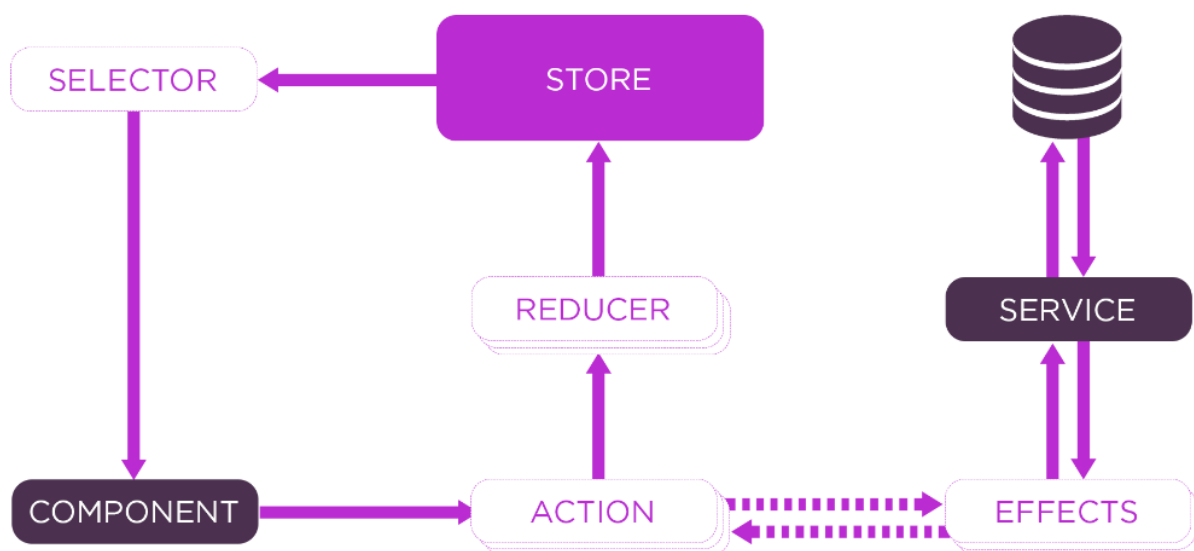 SELECTOR
STORE
REDUCER
SERVICE
COMPONENT
ACTION
EFFECTS